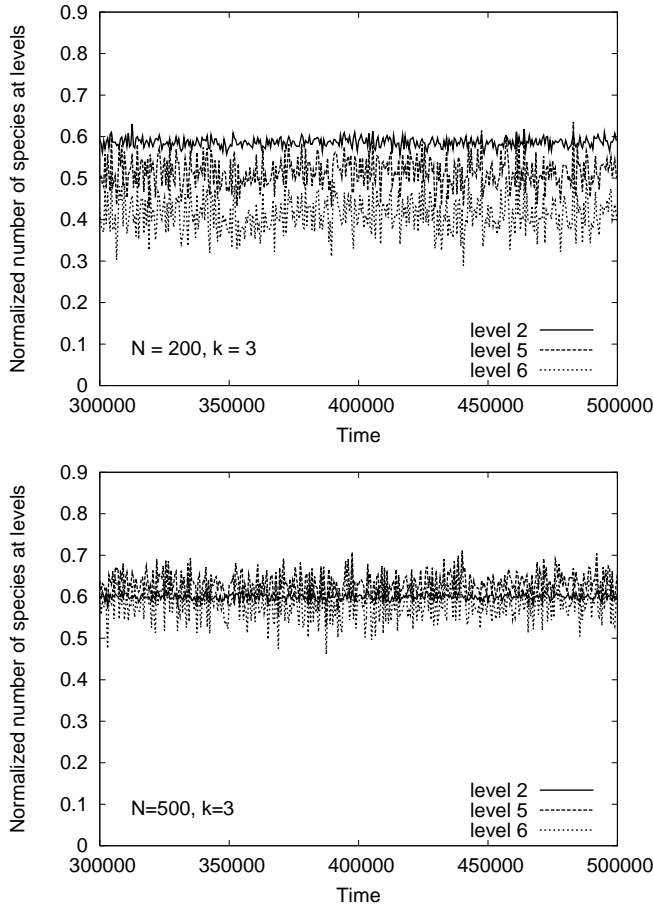 Normalized number of species at levels
0.9
0.8
0.7
0.6
0.5
0.4
0.3
0.2
0.1
0
N = 200, k = 3
level 2
level 5
level 6
300000 350000 400000 450000 500000
Time
Normalized number of species at levels
0.9
0.8
0.7
0.6
0.5
0.4
0.3
0.2
0.1
0
N=500, k=3
level 2
level 5
level 6
300000 350000 400000 450000 500000
Time